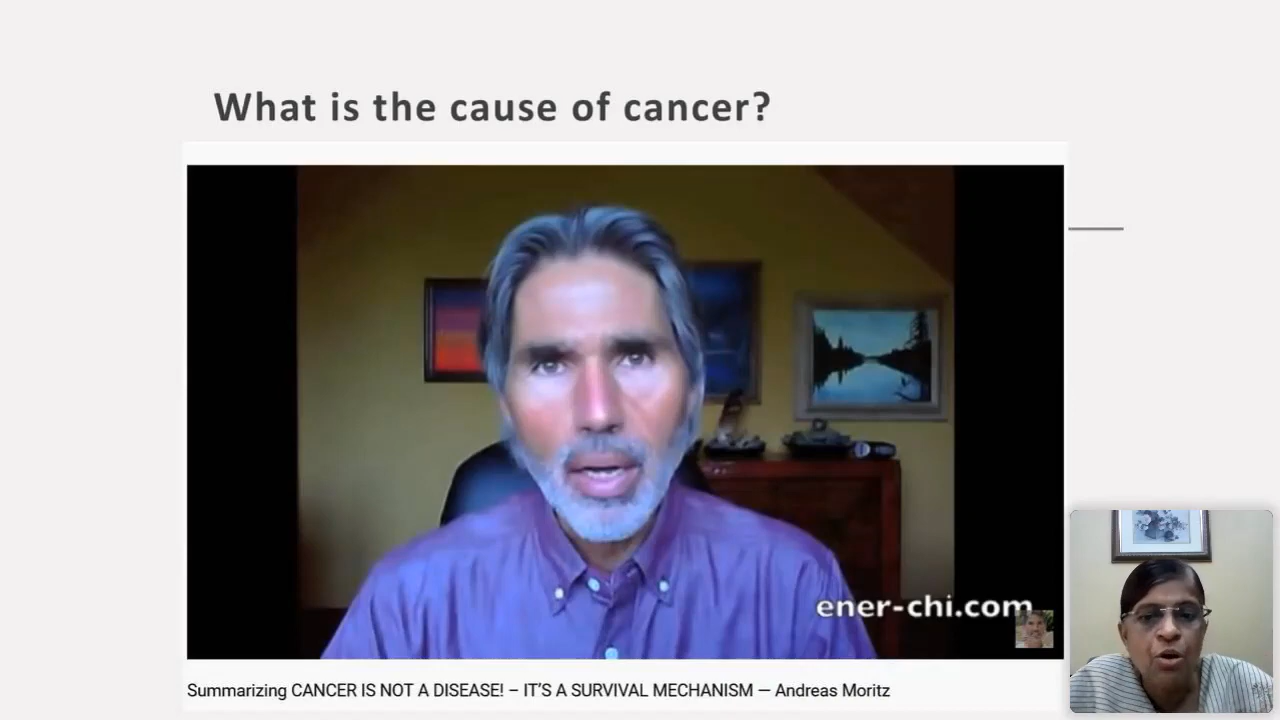 What is the cause of cancer?
ener-chi.com
Summarizing CANCER IS NOT A DISEASE! – IT'S A SURVIVAL MECHANISM — Andreas Moritz